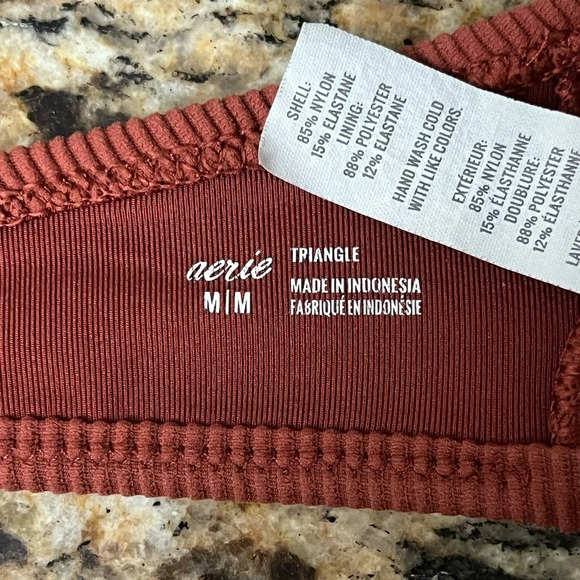 SHELL:
85% NYLON
15% ELASTANE
LINING:
88% POLYESTER
12% ELASTANE
HAND WASH COLD
WITH LIKE COLORS.
EXTÉRIEUR:
85% NYLON
15% ÉLASTHANNE
DOUBLURE:
88% POLYESTER
12% ÉLASTHANNE
aerie
M|M
TRIANGLE
MADE IN INDONESIA
FABRIQUÉ EN INDONÉSIE